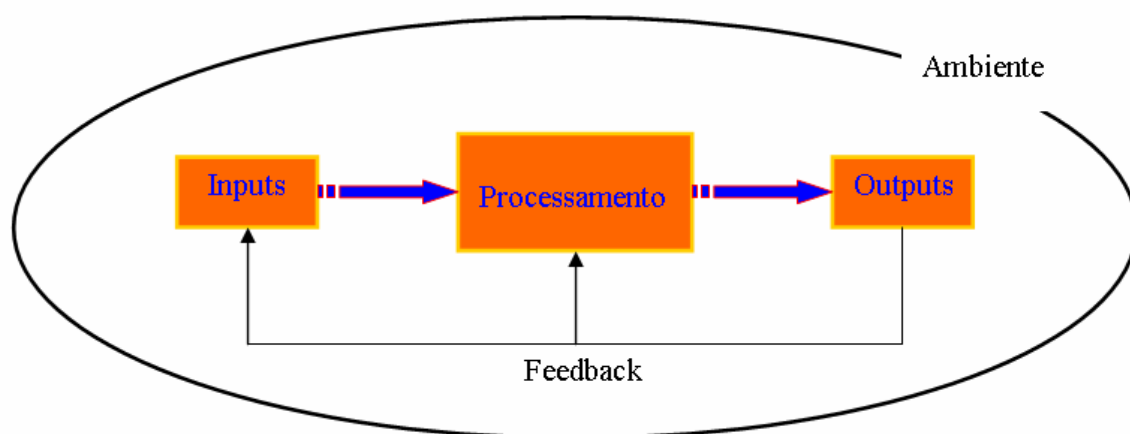 Ambiente
Inputs
Processamento
Outputs
Feedback